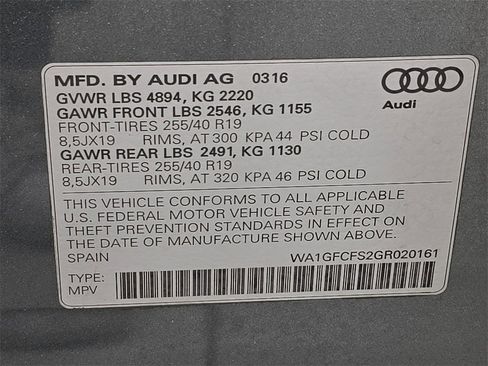 MFD. BY AUDI AG 0316
GVWR LBS 4894, KG 2220
GAWR FRONT LBS 2546, KG 1155
FRONT-TIRES 255/40 R19
8,5JX19 RIMS, AT 300 KPA 44 PSI COLD
GAWR REAR LBS 2491, KG 1130
REAR-TIRES 255/40 R19
8,5JX19 RIMS, AT 320 KPA 46 PSI COLD
Audi
THIS VEHICLE CONFORMS TO ALL APPLICABLE
U.S. FEDERAL MOTOR VEHICLE SAFETY AND
THEFT PREVENTION STANDARDS IN EFFECT ON
THE DATE OF MANUFACTURE SHOWN ABOVE.
SPAIN WA1GFCFS2GR020161
TYPE:
MPV